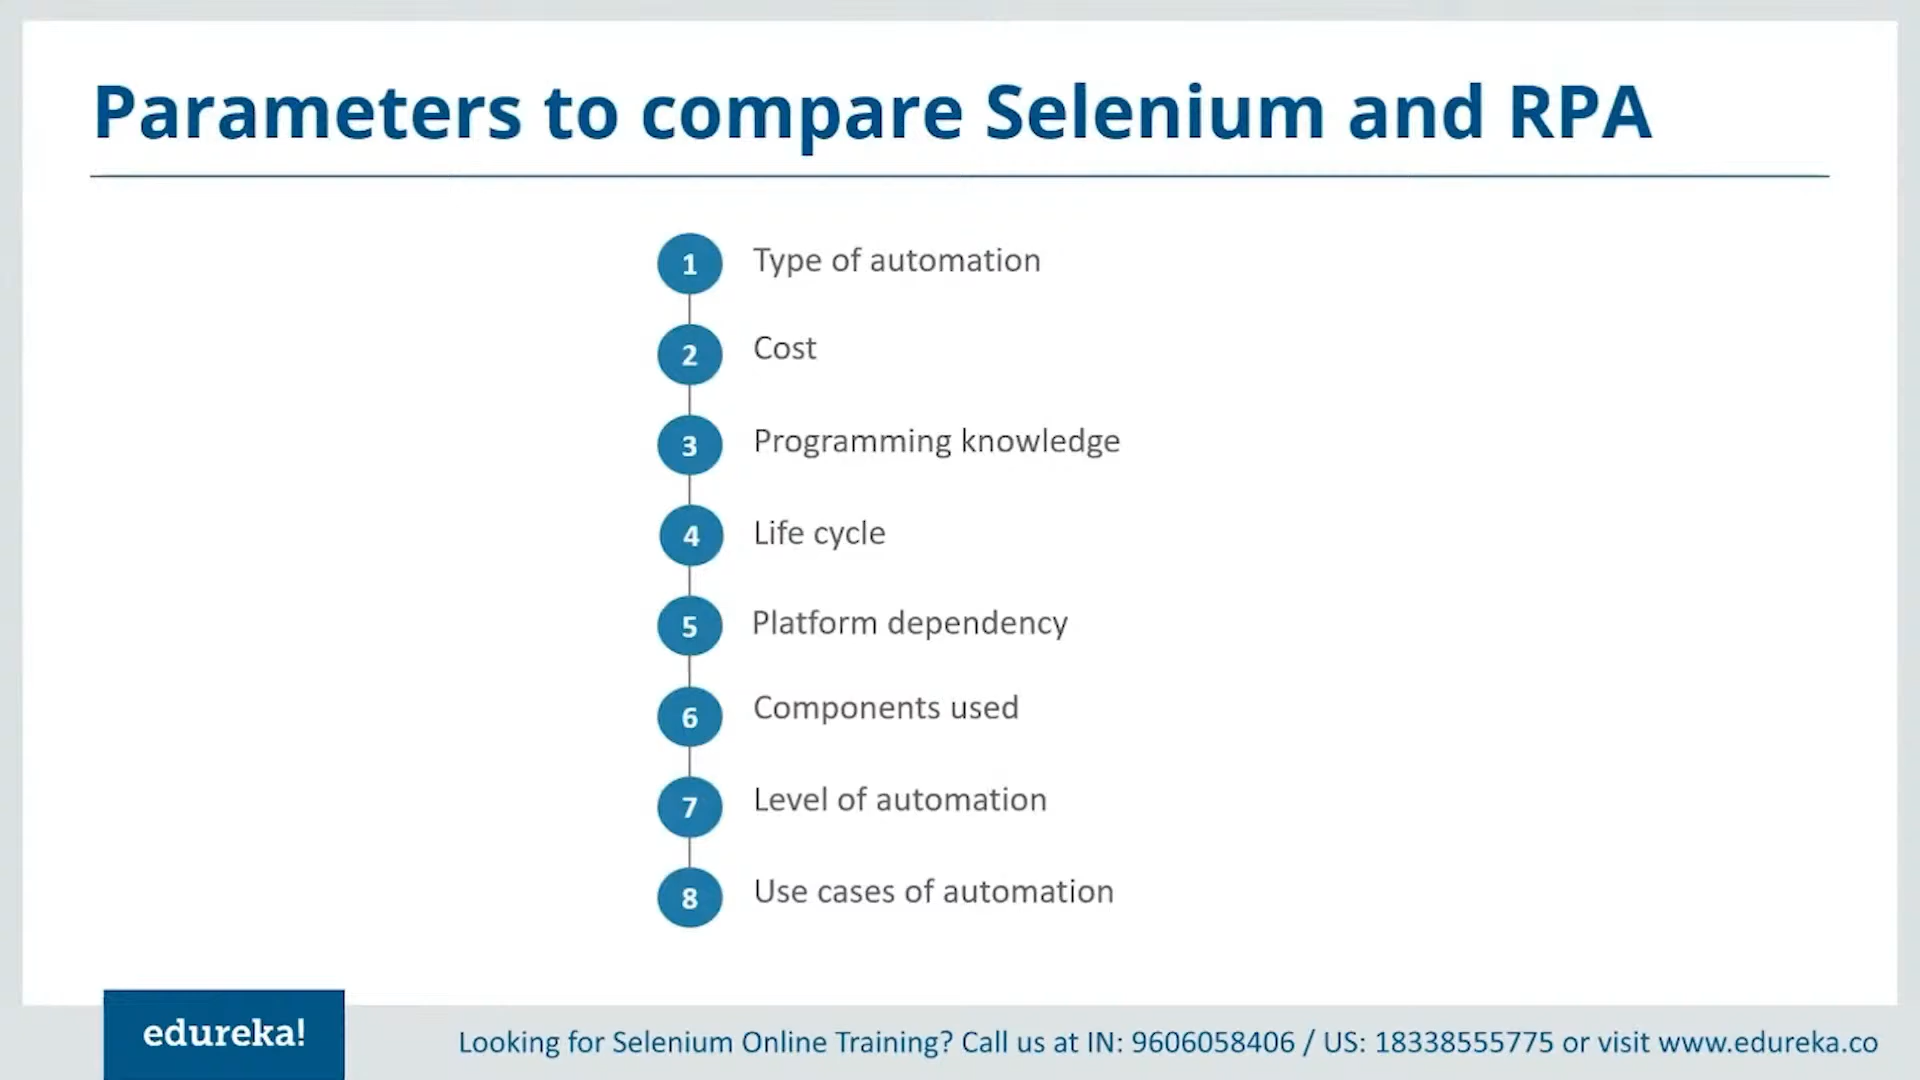 Parameters to compare Selenium and RPA
1 Type of automation
2 Cost
3 Programming knowledge
4 Life cycle
5 Platform dependency
6 Components used
7 Level of automation
8 Use cases of automation
edureka!
Looking for Selenium Online Training? Call us at IN: 9606058406 / US: 18338555775 or visit www.edureka.co